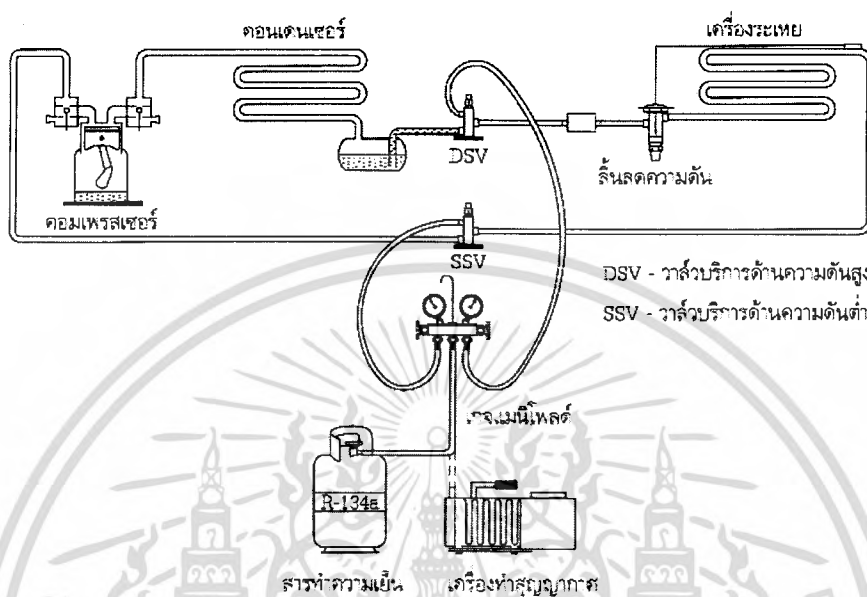 คอนเดนเซอร์
เครื่องระเหย
DSV
ลิ้นลดความดัน
คอมเพรสเซอร์
SSV
DSV - วาล์วบริการด้านความดันสูง
SSV - วาล์วบริการด้านความดันต่ำ
เกจแมนิโฟลด์
R-134a
สารทำความเย็น
เครื่องทำสุญญากาศ